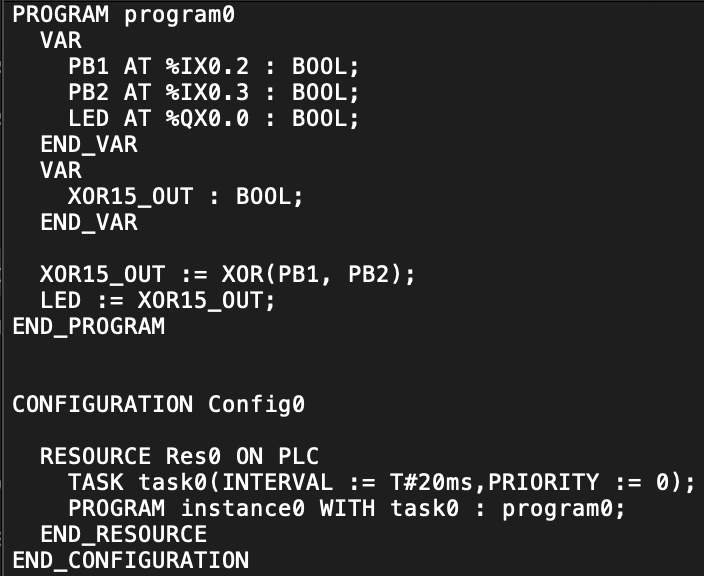 PROGRAM program0
  VAR
    PB1 AT %IX0.2 : BOOL;
    PB2 AT %IX0.3 : BOOL;
    LED AT %QX0.0 : BOOL;
  END_VAR
  VAR
    XOR15_OUT : BOOL;
  END_VAR

  XOR15_OUT := XOR(PB1, PB2);
  LED := XOR15_OUT;
END_PROGRAM


CONFIGURATION Config0

  RESOURCE Res0 ON PLC
    TASK task0(INTERVAL := T#20ms,PRIORITY := 0);
    PROGRAM instance0 WITH task0 : program0;
  END_RESOURCE
END_CONFIGURATION